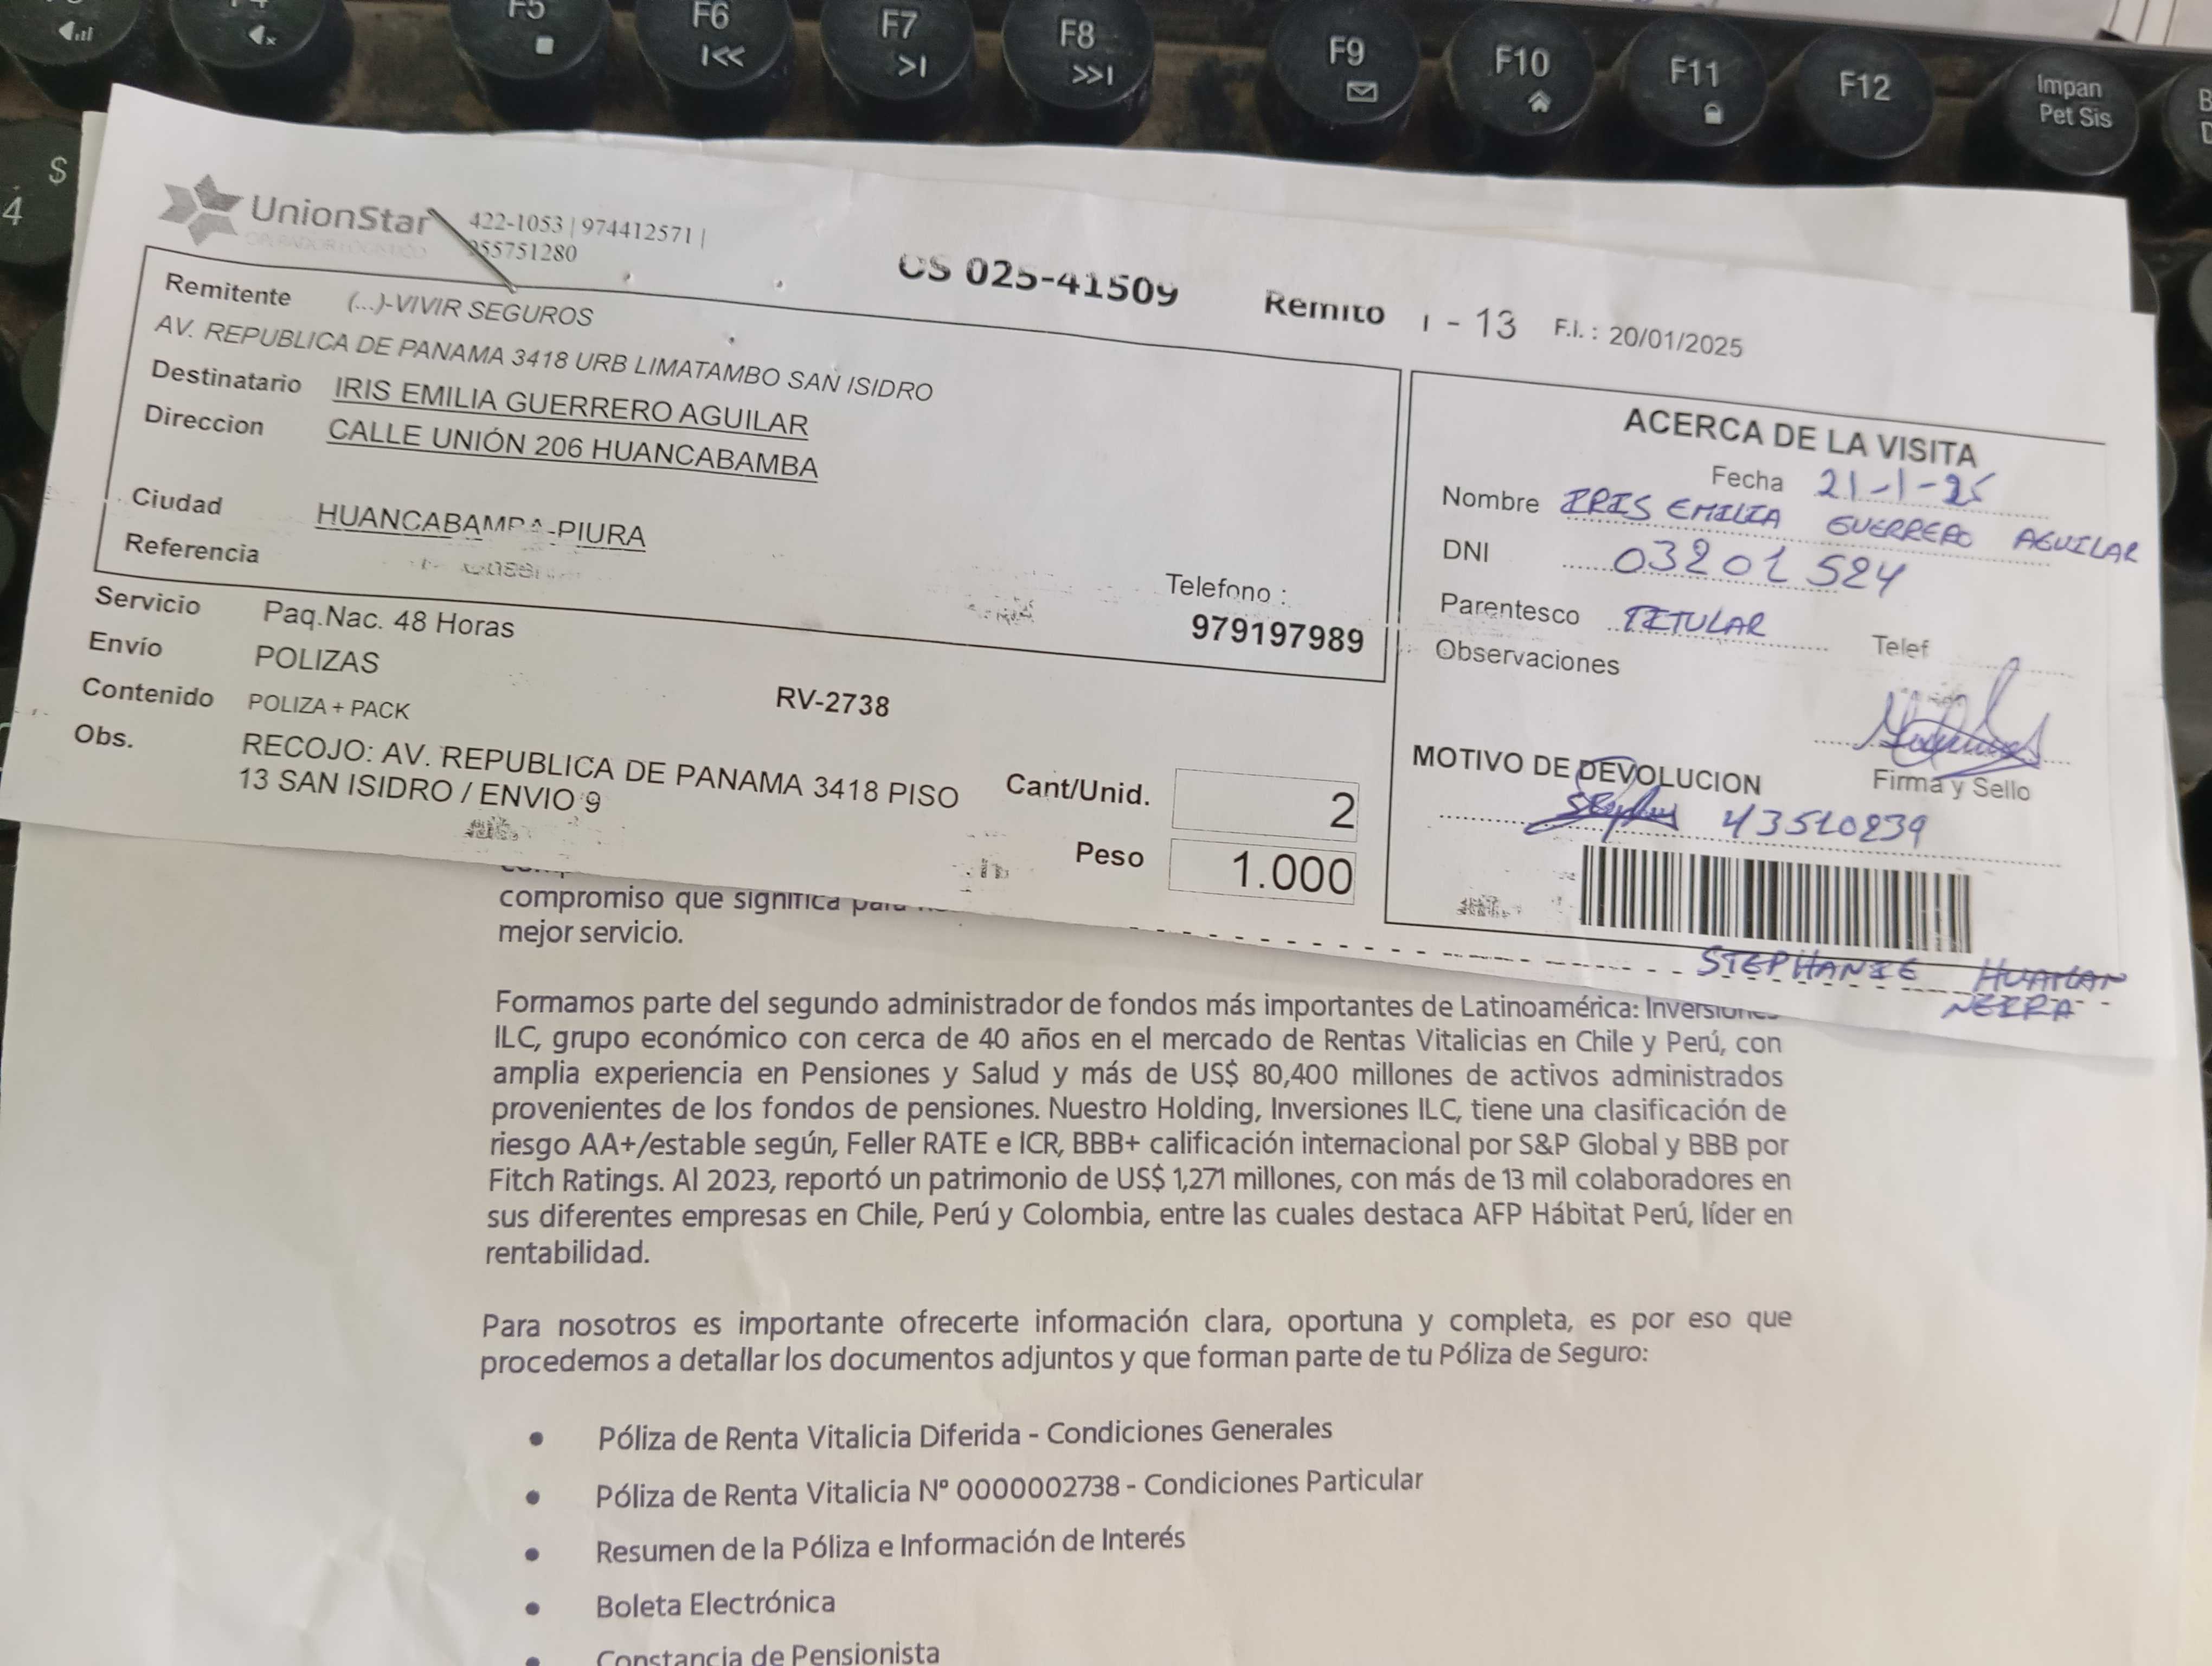 F5
F6
F7
F8
F9
F10
F11
F12
Impan
Pet Sis
$
4
UnionStar
OPERADOR LOGISTICO
422-1053 | 974412571 |
955751280
CS 025-41509
Remito
1 - 13
F.I. : 20/01/2025
Remitente (...)-VIVIR SEGUROS
AV. REPUBLICA DE PANAMA 3418 URB LIMATAMBO SAN ISIDRO
Destinatario IRIS EMILIA GUERRERO AGUILAR
Direccion CALLE UNIÓN 206 HUANCABAMBA
Ciudad HUANCABAMBA-PIURA
Referencia
Telefono :
979197989
Servicio Paq.Nac. 48 Horas
Envío POLIZAS
Contenido POLIZA + PACK RV-2738
Obs. RECOJO: AV. REPUBLICA DE PANAMA 3418 PISO
13 SAN ISIDRO / ENVIO 9
Cant/Unid. 2
Peso 1.000
ACERCA DE LA VISITA
Fecha 21-1-25
Nombre IRIS EMILIA GUERRERO AGUILAR
DNI 03201524
Parentesco TITULAR
Telef
Observaciones
Firma y Sello
MOTIVO DE DEVOLUCION
43510239
STEPHANIE HUAMAN
NEIRA
compromiso que significa para
mejor servicio.
Formamos parte del segundo administrador de fondos más importantes de Latinoamérica: Inversiones
ILC, grupo económico con cerca de 40 años en el mercado de Rentas Vitalicias en Chile y Perú, con
amplia experiencia en Pensiones y Salud y más de US$ 80,400 millones de activos administrados
provenientes de los fondos de pensiones. Nuestro Holding, Inversiones ILC, tiene una clasificación de
riesgo AA+/estable según, Feller RATE e ICR, BBB+ calificación internacional por S&P Global y BBB por
Fitch Ratings. Al 2023, reportó un patrimonio de US$ 1,271 millones, con más de 13 mil colaboradores en
sus diferentes empresas en Chile, Perú y Colombia, entre las cuales destaca AFP Hábitat Perú, líder en
rentabilidad.
Para nosotros es importante ofrecerte información clara, oportuna y completa, es por eso que
procedemos a detallar los documentos adjuntos y que forman parte de tu Póliza de Seguro:
• Póliza de Renta Vitalicia Diferida - Condiciones Generales
• Póliza de Renta Vitalicia Nº 0000002738 - Condiciones Particular
• Resumen de la Póliza e Información de Interés
• Boleta Electrónica
• Constancia de Pensionista